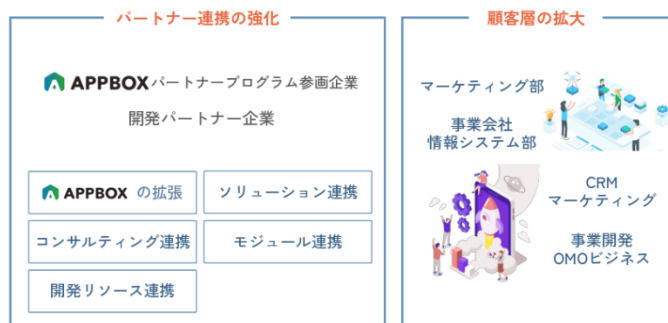 パートナー連携の強化
APPBOXパートナープログラム参画企業
開発パートナー企業
APPBOX の拡張
ソリューション連携
コンサルティング連携
モジュール連携
開発リソース連携
顧客層の拡大
マーケティング部
事業会社
情報システム部
CRM
マーケティング
事業開発
OMOビジネス